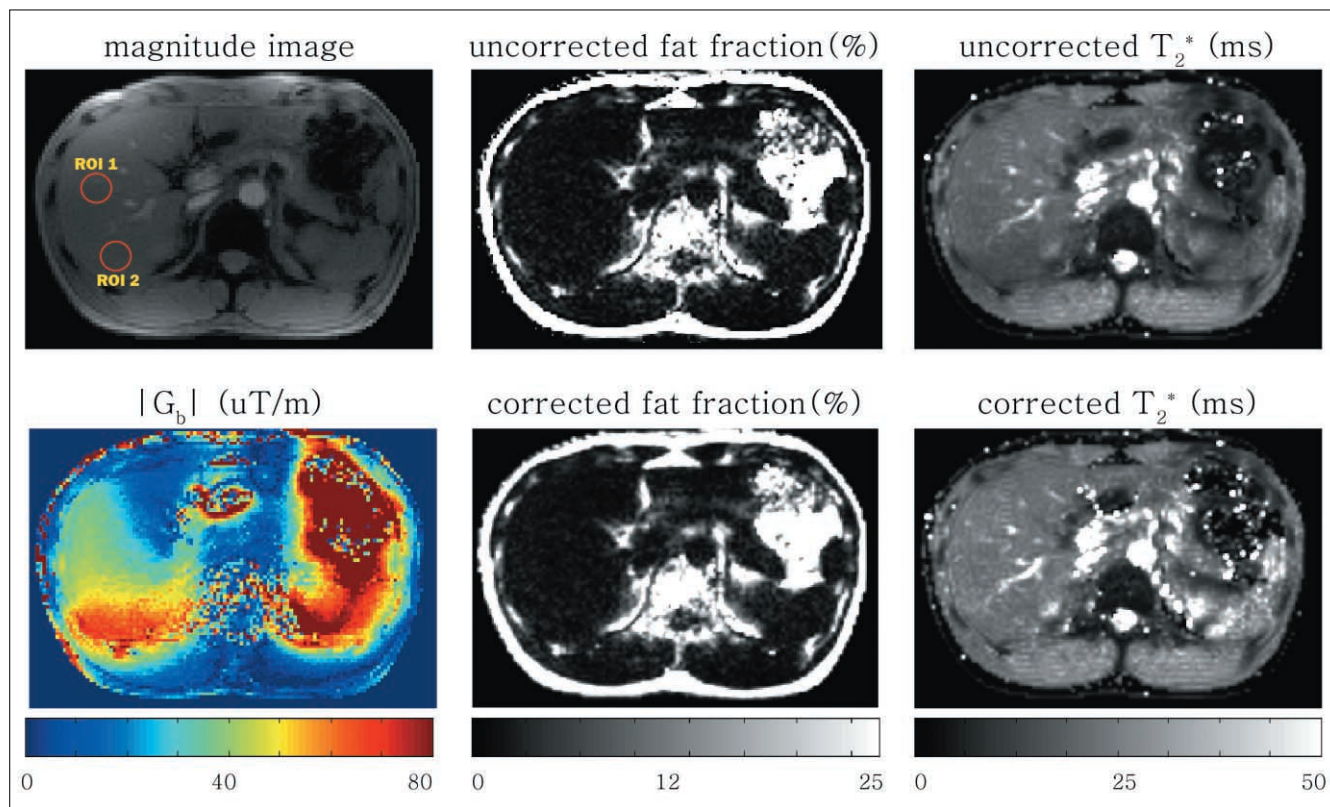 magnitude image
uncorrected fat fraction(%)
uncorrected T₂* (ms)
ROI 1
ROI 2
|G_b| (uT/m)
corrected fat fraction(%)
corrected T₂* (ms)
0 40 80
0 12 25
0 25 50